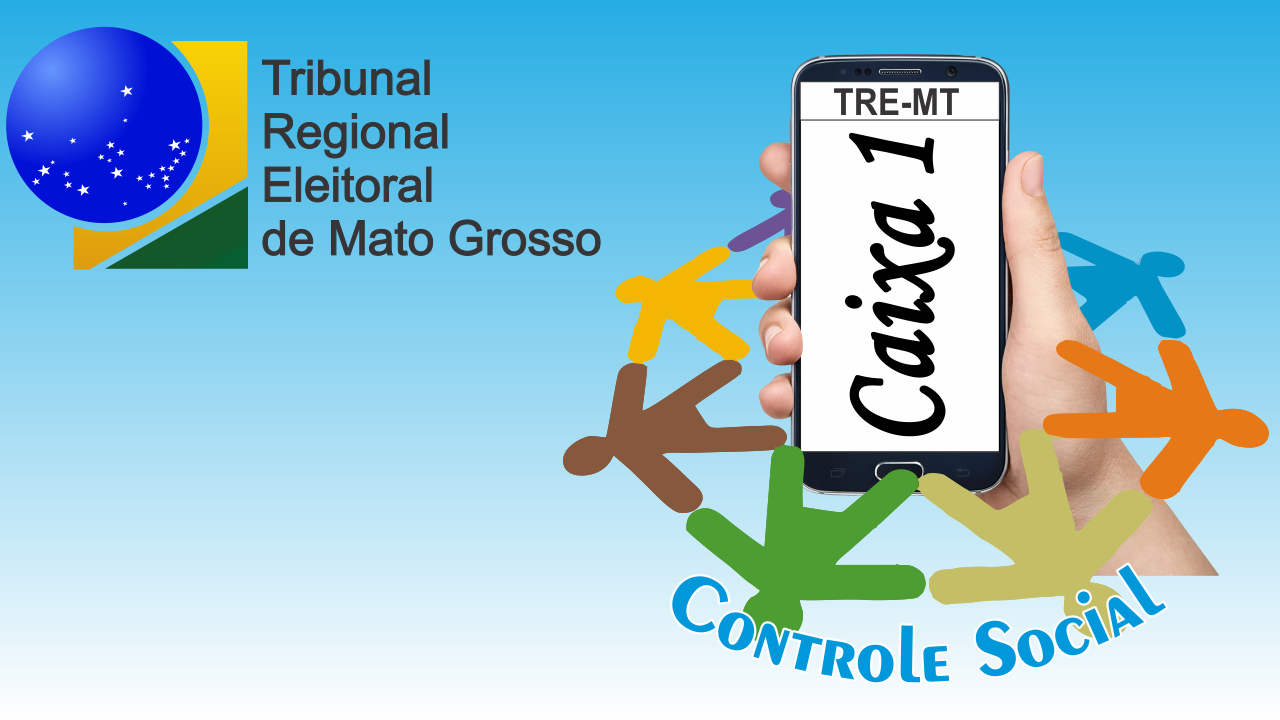 Tribunal
Regional
Eleitoral
de Mato Grosso
TRE-MT
Caixa 1
Controle Social